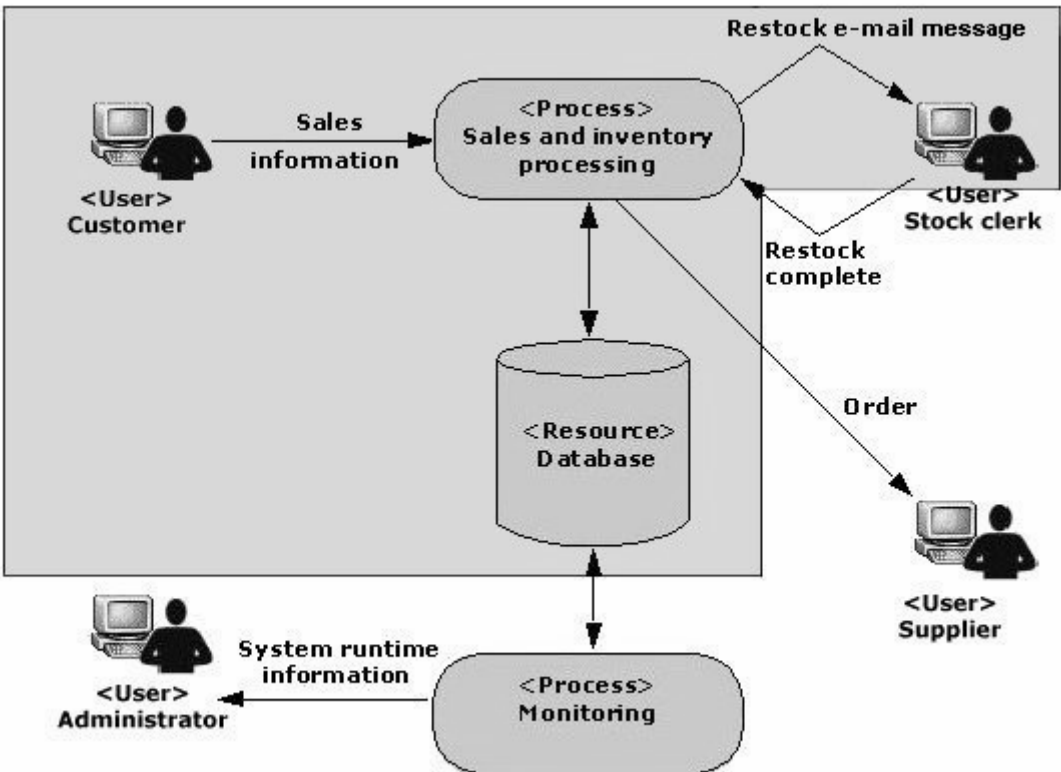 Restock e-mail message
<Process>
Sales and inventory
processing
Sales
information
<User>
Customer
<User>
Stock clerk
Restock
complete
<Resource>
Database
Order
<User>
Supplier
System runtime
information
<User>
Administrator
<Process>
Monitoring